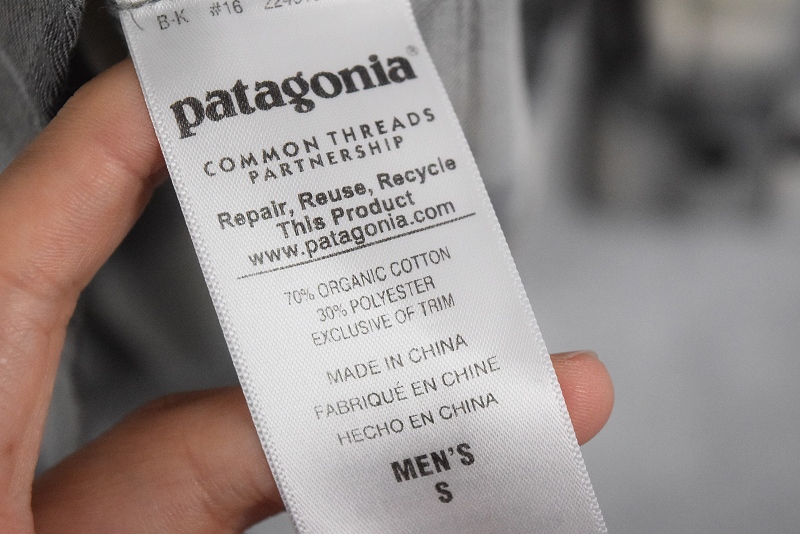 B-K #16
patagonia®
COMMON THREADS
PARTNERSHIP
Repair, Reuse, Recycle
This Product
www.patagonia.com
70% ORGANIC COTTON
30% POLYESTER
EXCLUSIVE OF TRIM
MADE IN CHINA
FABRIQUÉ EN CHINE
HECHO EN CHINA
MEN'S
S